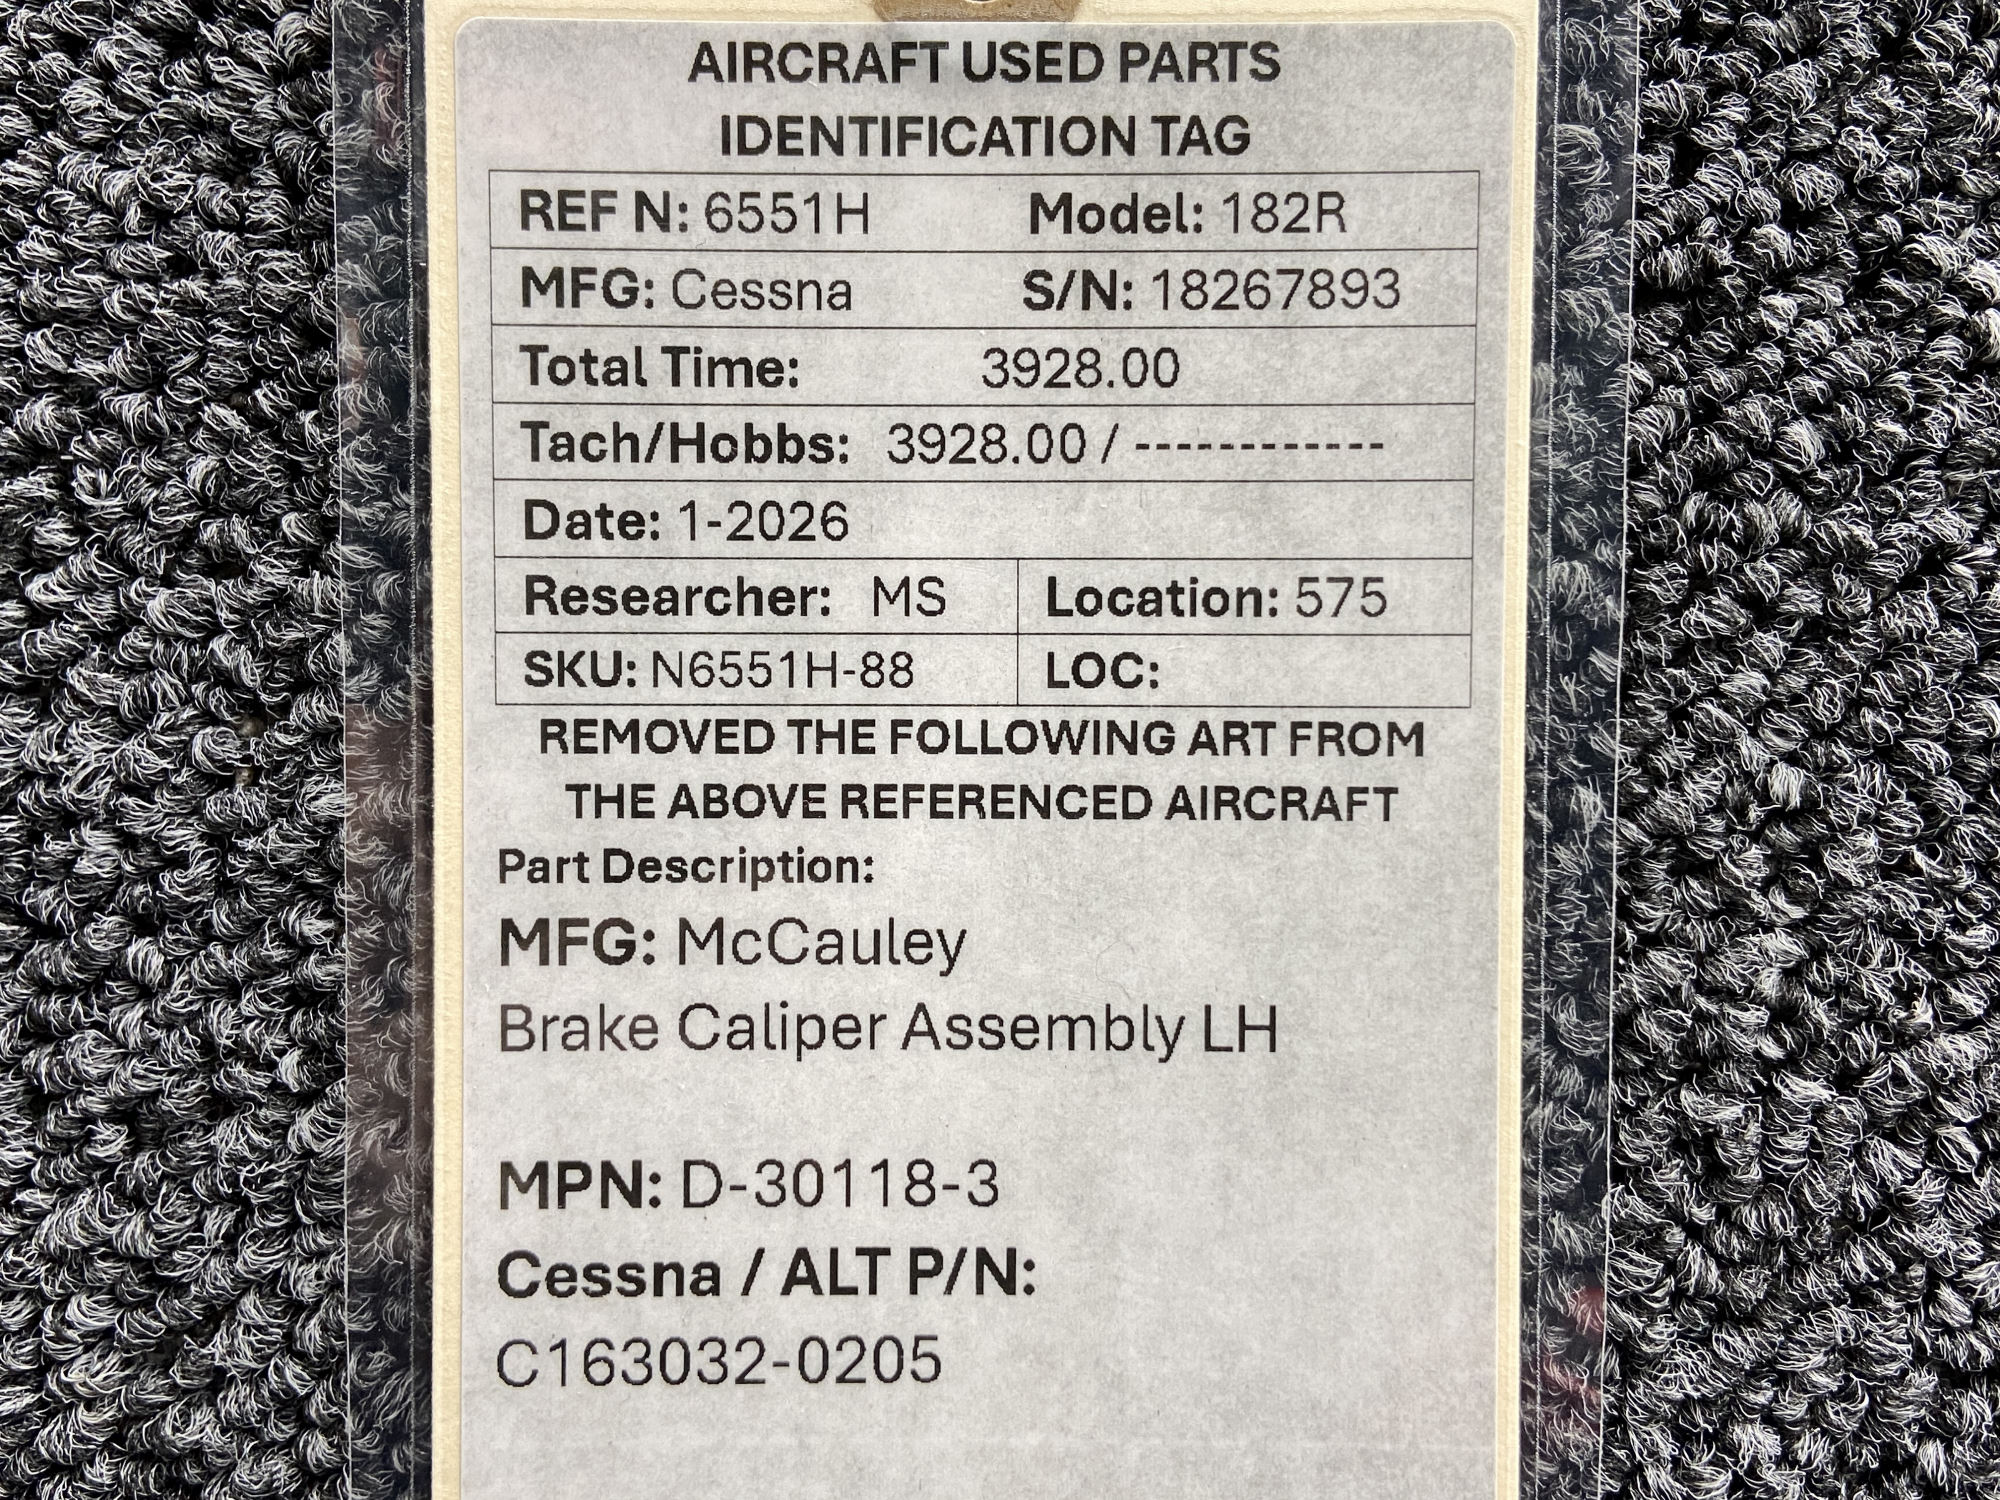 AIRCRAFT USED PARTS
IDENTIFICATION TAG
REF N: 6551H Model: 182R
MFG: Cessna S/N: 18267893
Total Time: 3928.00
Tach/Hobbs: 3928.00 / ------------
Date: 1-2026
Researcher: MS Location: 575
SKU: N6551H-88 LOC:
REMOVED THE FOLLOWING ART FROM
THE ABOVE REFERENCED AIRCRAFT
Part Description:
MFG: McCauley
Brake Caliper Assembly LH
MPN: D-30118-3
Cessna / ALT P/N:
C163032-0205